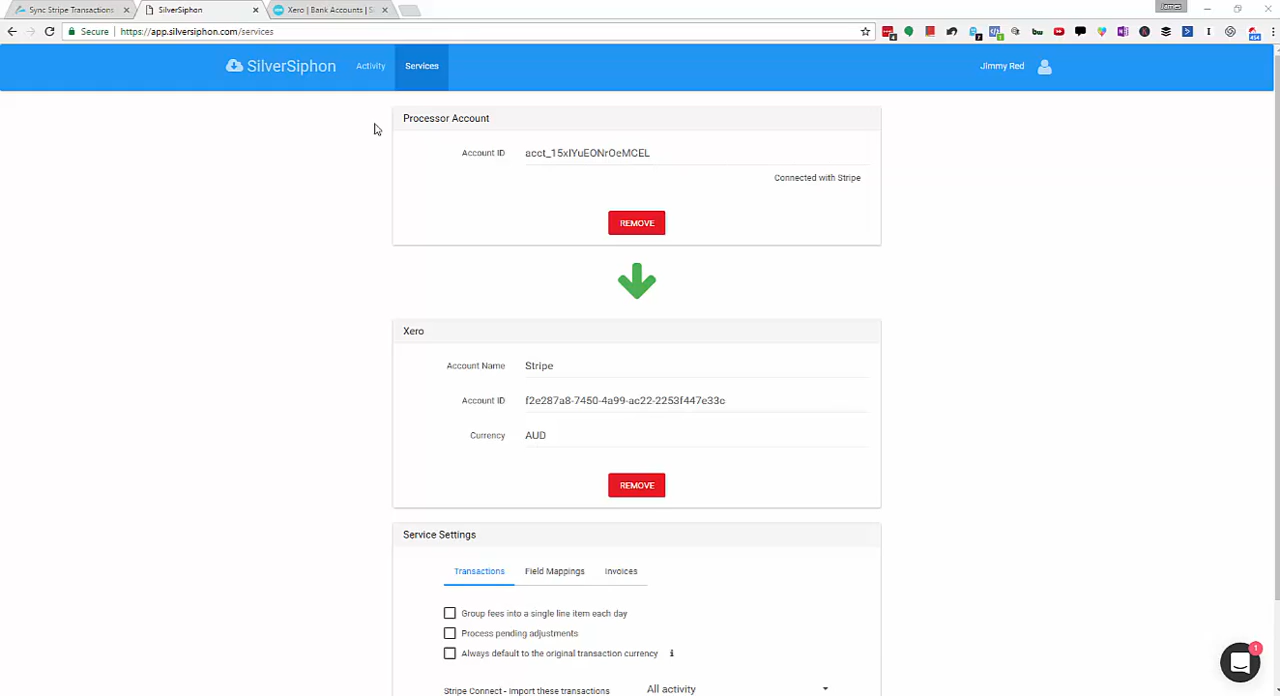 Sync Stripe Transactions
SilverSiphon
Xero | Bank Accounts | S
James
Secure https://app.silversiphon.com/services
SilverSiphon Activity Services Jimmy Red
Processor Account
Account ID acct_15xIYuEONrOeMCEL
Connected with Stripe
REMOVE
Xero
Account Name Stripe
Account ID f2e287a8-7450-4a99-ac22-2253f447e33c
Currency AUD
REMOVE
Service Settings
Transactions Field Mappings Invoices
Group fees into a single line item each day
Process pending adjustments
Always default to the original transaction currency i
Stripe Connect - Import these transactions All activity
1